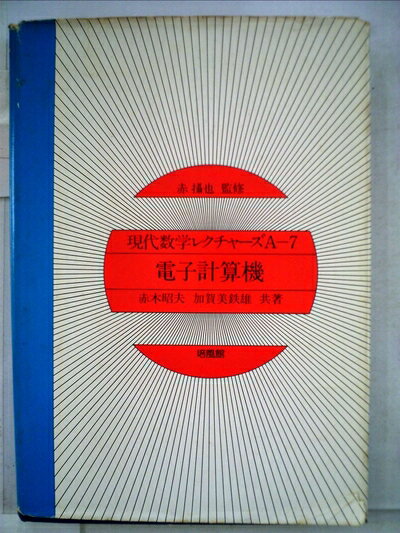 赤 攝也 監修
現代数学レクチャーズA−7
電子計算機
赤木昭夫 加賀美鉄雄 共著
培風館